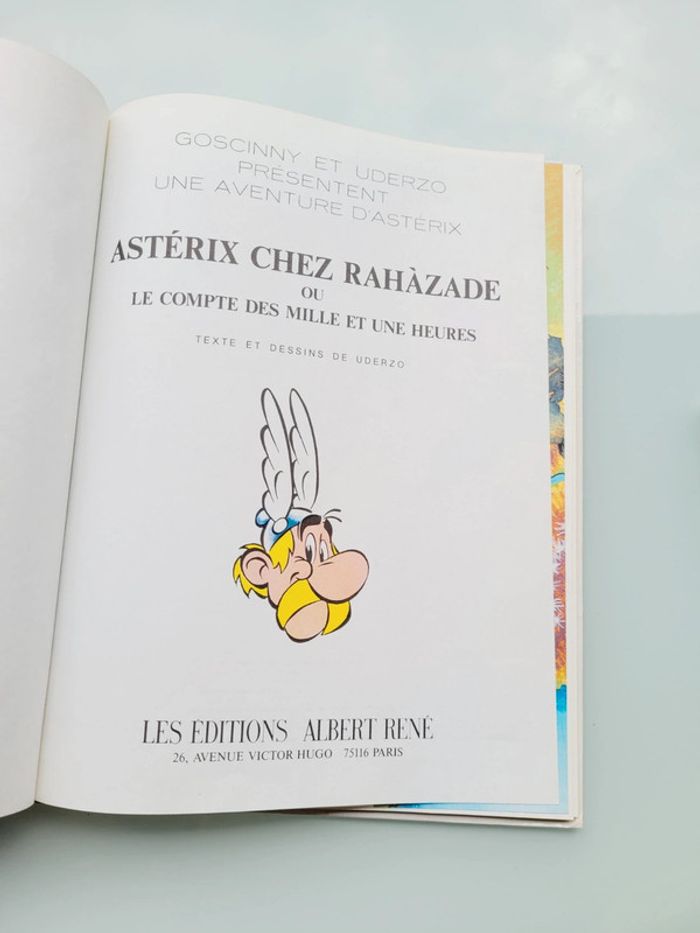 GOSCINNY ET UDERZO
PRÉSENTENT
UNE AVENTURE D'ASTÉRIX
ASTÉRIX CHEZ RAHÀZADE
OU
LE COMPTE DES MILLE ET UNE HEURES
TEXTE ET DESSINS DE UDERZO
LES ÉDITIONS ALBERT RENÉ
26, AVENUE VICTOR HUGO 75116 PARIS